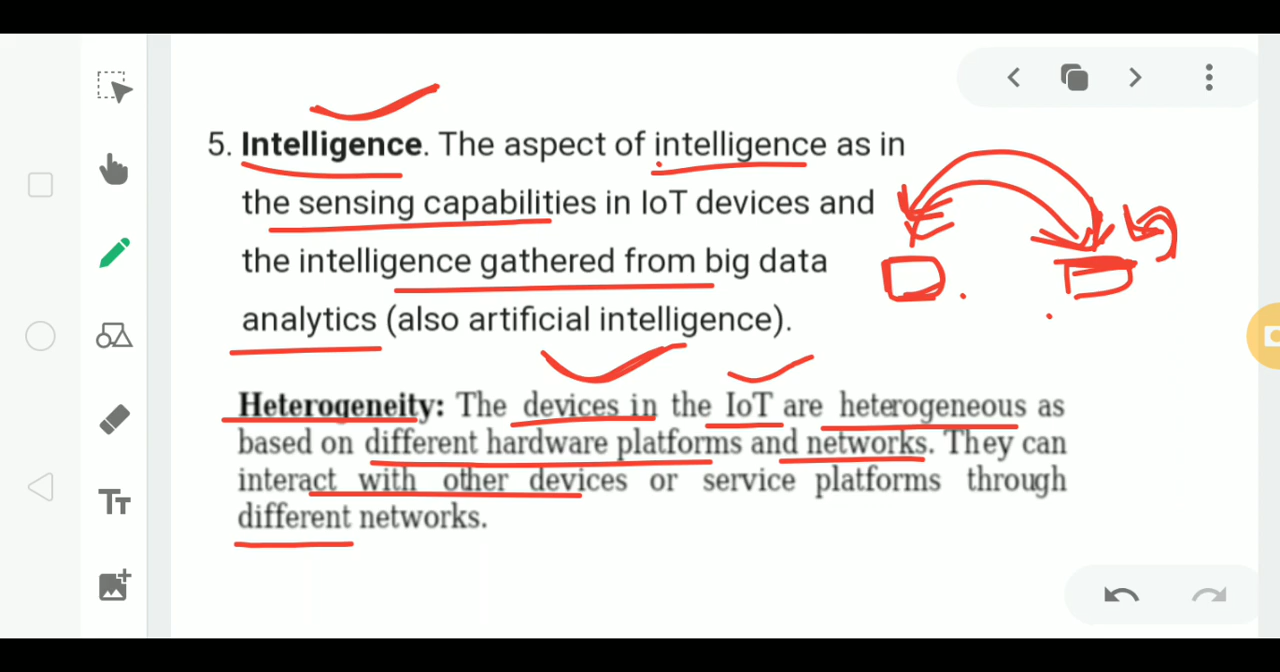 5. Intelligence. The aspect of intelligence as in
the sensing capabilities in IoT devices and
the intelligence gathered from big data
analytics (also artificial intelligence).
Heterogeneity: The devices in the IoT are heterogeneous as
based on different hardware platforms and networks. They can
interact with other devices or service platforms through
different networks.
TT